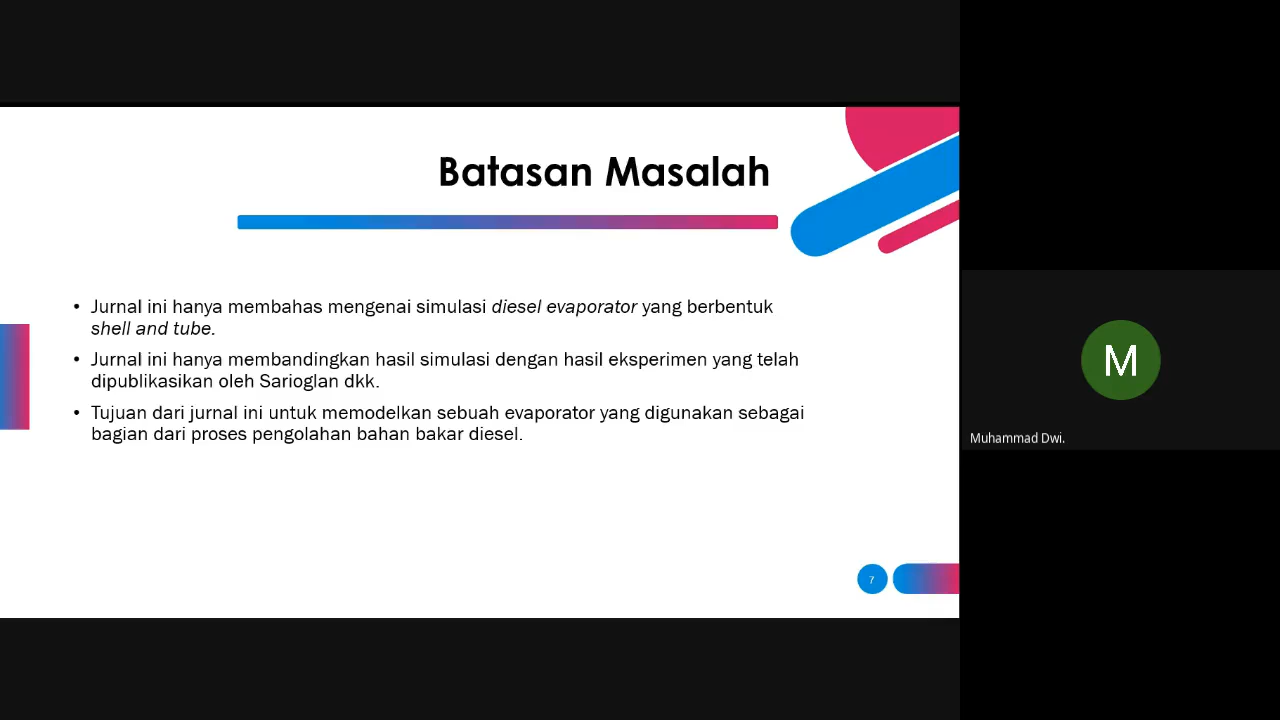 Batasan Masalah
• Jurnal ini hanya membahas mengenai simulasi diesel evaporator yang berbentuk
shell and tube.
• Jurnal ini hanya membandingkan hasil simulasi dengan hasil eksperimen yang telah
dipublikasikan oleh Sarioglan dkk.
• Tujuan dari jurnal ini untuk memodelkan sebuah evaporator yang digunakan sebagai
bagian dari proses pengolahan bahan bakar diesel.
7
M
Muhammad Dwi.